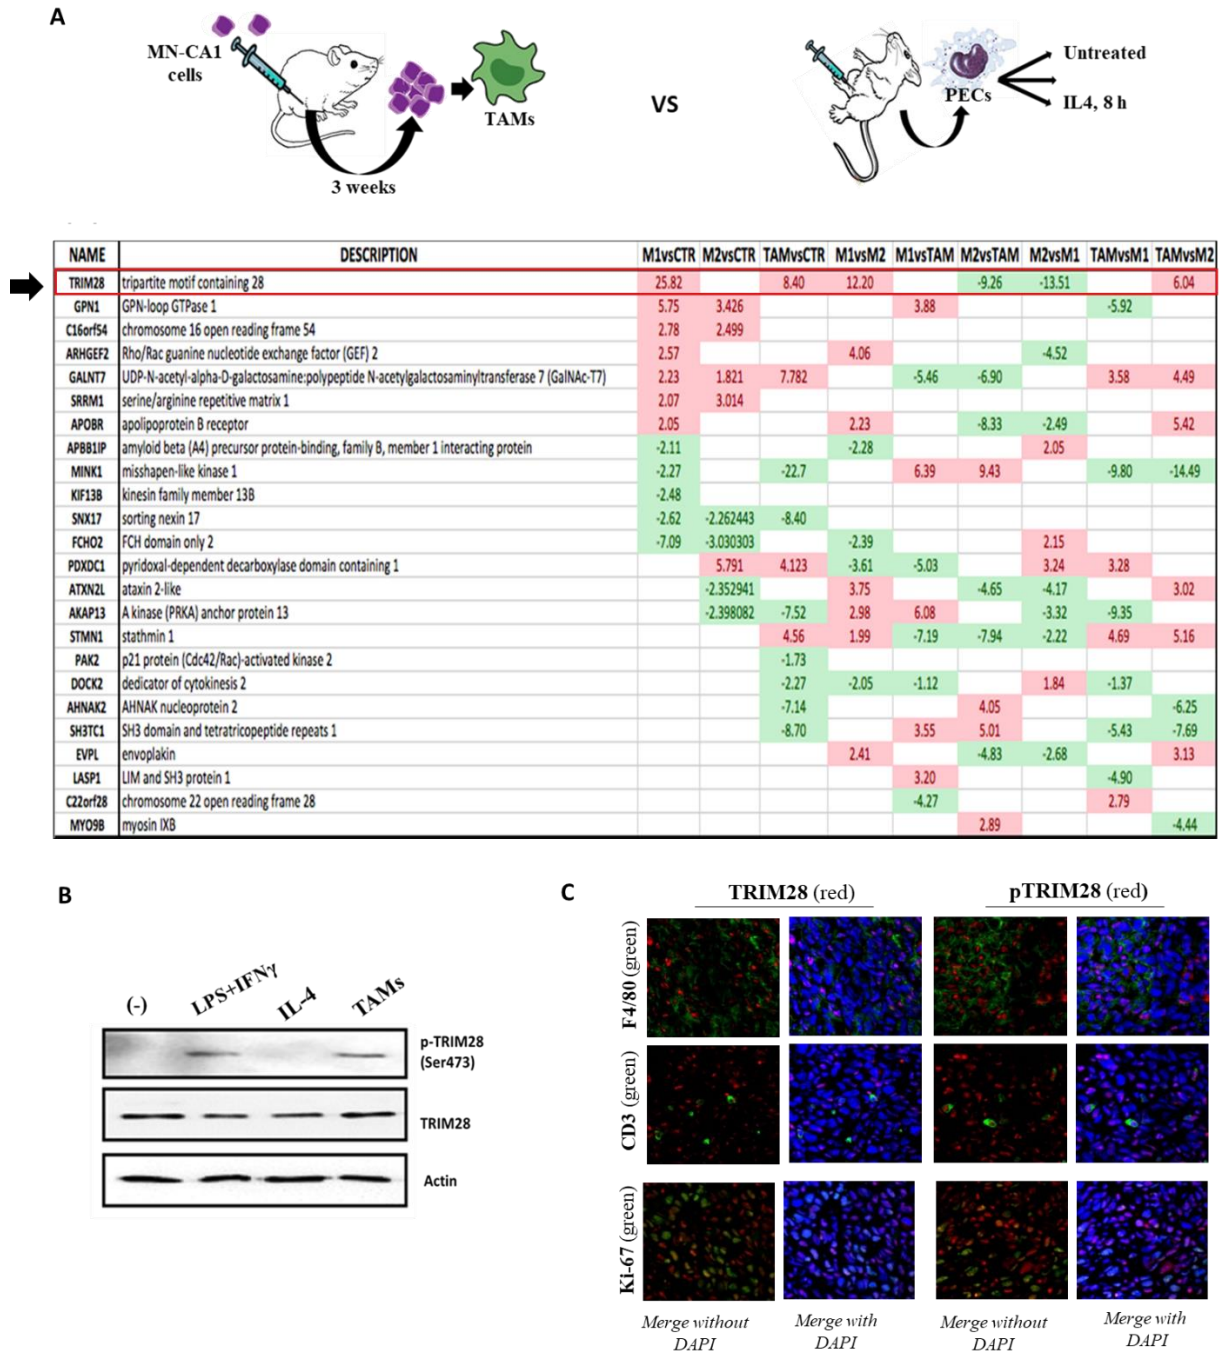 A
MN-CA1
cells
TAMs
3 weeks
VS
PECs
Untreated
IL4, 8 h
NAME DESCRIPTION M1vsCTR M2vsCTR TAMvsCTR M1vsM2 M1vsTAM M2vsTAM M2vsM1 TAMvsM1 TAMvsM2
TRIM28 tripartite motif containing 28 25.82 8.40 12.20 -9.26 -13.51 6.04
GPN1 GPN-loop GTPase 1 5.75 3.426 3.88 -5.92
C16orf54 chromosome 16 open reading frame 54 2.78 2.499
ARHGEF2 Rho/Rac guanine nucleotide exchange factor (GEF) 2 2.57 4.06 -4.52
GALNT7 UDP-N-acetyl-alpha-D-galactosamine:polypeptide N-acetylgalactosaminyltransferase 7 (GalNAc-T7) 2.23 1.821 7.782 -5.46 -6.90 3.58 4.49
SRRM1 serine/arginine repetitive matrix 1 2.07 3.014
APOBR apolipoprotein B receptor 2.05 2.23 -8.33 -2.49 5.42
APBB1IP amyloid beta (A4) precursor protein-binding, family B, member 1 interacting protein -2.11 -2.28 2.05
MINK1 misshapen-like kinase 1 -2.27 -22.7 6.39 9.43 -9.80 -14.49
KIF13B kinesin family member 13B -2.48
SNX17 sorting nexin 17 -2.62 -2.262443 -8.40
FCHO2 FCH domain only 2 -7.09 -3.030303 -2.39 2.15
PDXDC1 pyridoxal-dependent decarboxylase domain containing 1 5.791 4.123 -3.61 -5.03 3.24 3.28
ATXN2L ataxin 2-like -2.352941 3.75 -4.65 -4.17 3.02
AKAP13 A kinase (PRKA) anchor protein 13 -2.398082 -7.52 2.98 6.08 -3.32 -9.35
STMN1 stathmin 1 4.56 1.99 -7.19 -7.94 -2.22 4.69 5.16
PAK2 p21 protein (Cdc42/Rac)-activated kinase 2 -1.73
DOCK2 dedicator of cytokinesis 2 -2.27 -2.05 -1.12 1.84 -1.37
AHNAK2 AHNAK nucleoprotein 2 -7.14 4.05 -6.25
SH3TC1 SH3 domain and tetratricopeptide repeats 1 -8.70 3.55 5.01 -5.43 -7.69
EVPL envoplakin 2.41 -4.83 -2.68 3.13
LASP1 LIM and SH3 protein 1 3.20 -4.90
C22orf28 chromosome 22 open reading frame 28 -4.27 2.79
MYO9B myosin IXB 2.89 -4.44
B
(-) LPS+IFNγ IL-4 TAMs
p-TRIM28
(Ser473)
TRIM28
Actin
C
TRIM28 (red) pTRIM28 (red)
F4/80 (green)
CD3 (green)
Ki-67 (green)
Merge without DAPI
Merge with DAPI
Merge without DAPI
Merge with DAPI